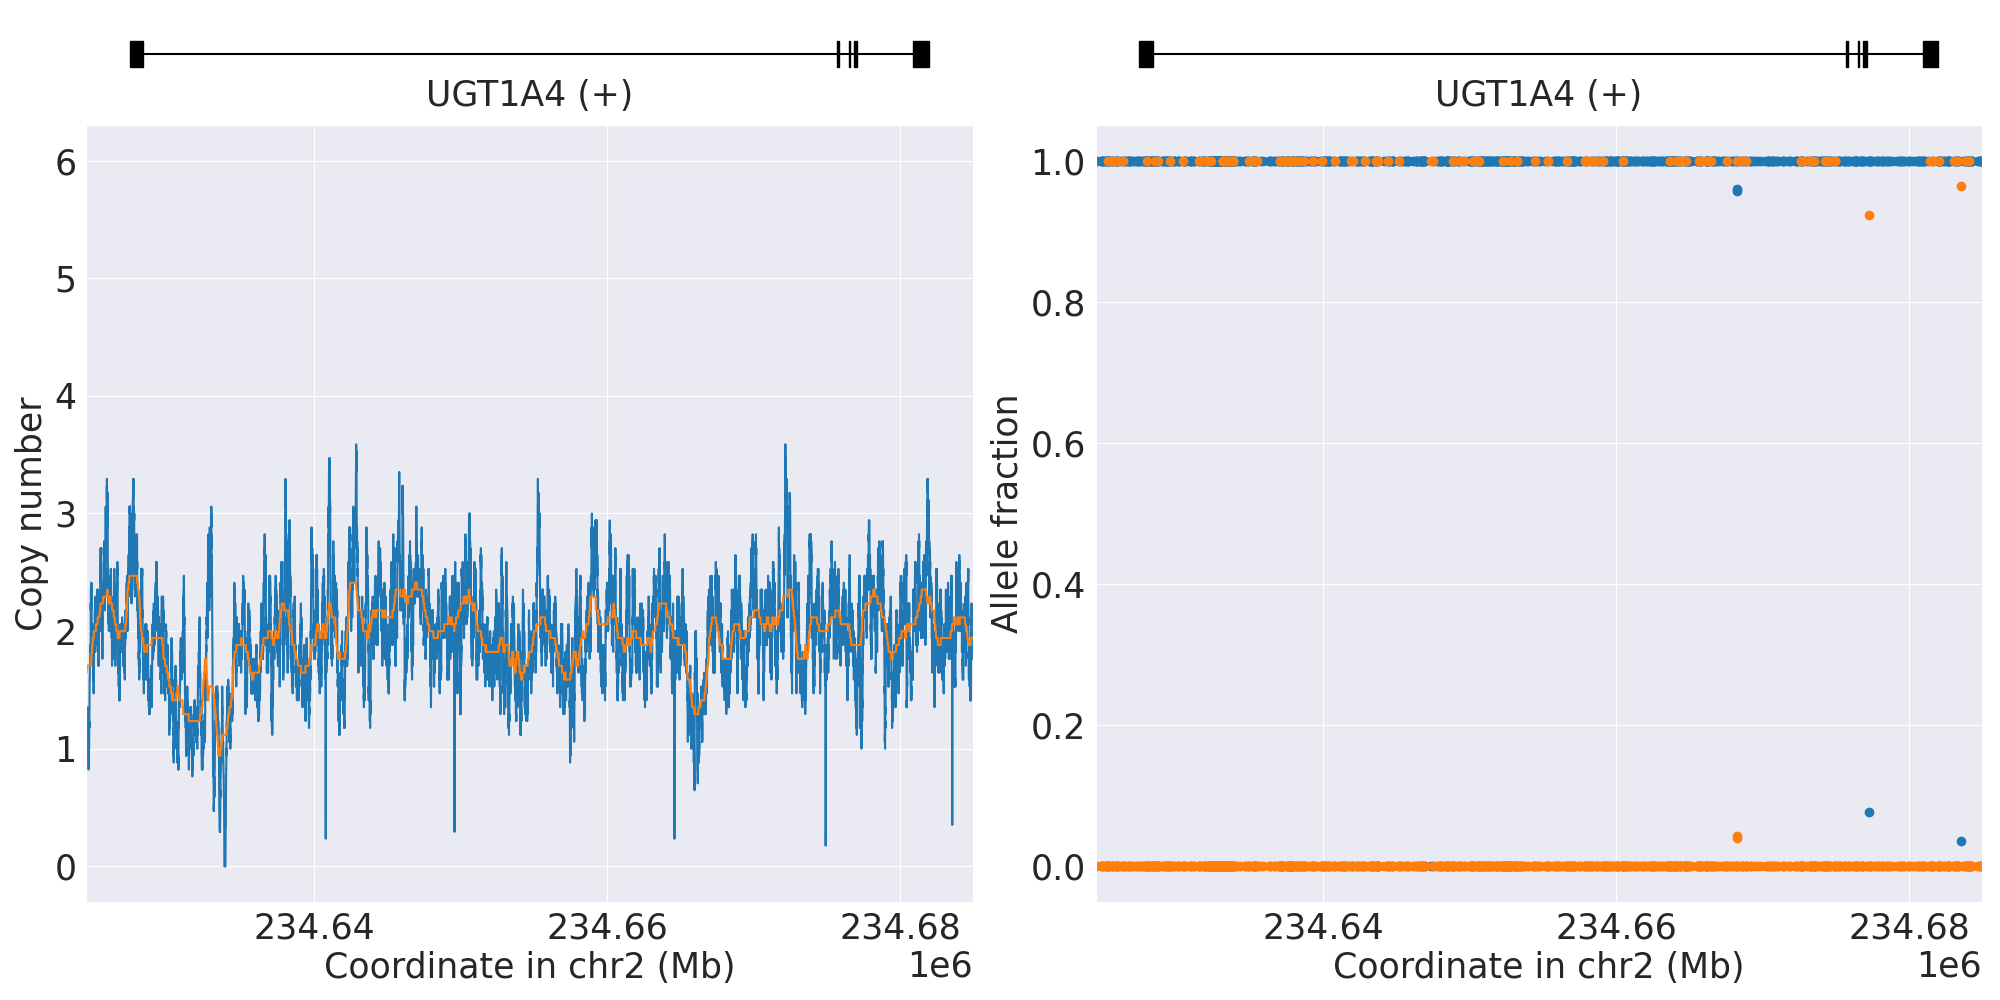 UGT1A4 (+)
6
5
4
3
2
1
0
Copy number
234.64 234.66 234.68
1e6
Coordinate in chr2 (Mb)
UGT1A4 (+)
1.0
0.8
0.6
0.4
0.2
0.0
Allele fraction
234.64 234.66 234.68
1e6
Coordinate in chr2 (Mb)